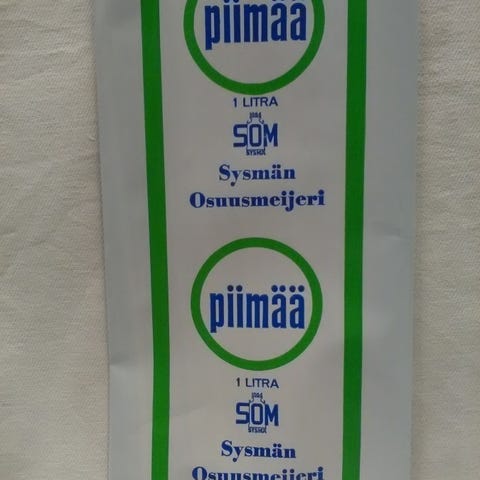 piimää
1 LITRA
SOM
Sysmän
Osuusmeijeri
piimää
1 LITRA
SOM
Sysmän
Osuusmeijeri